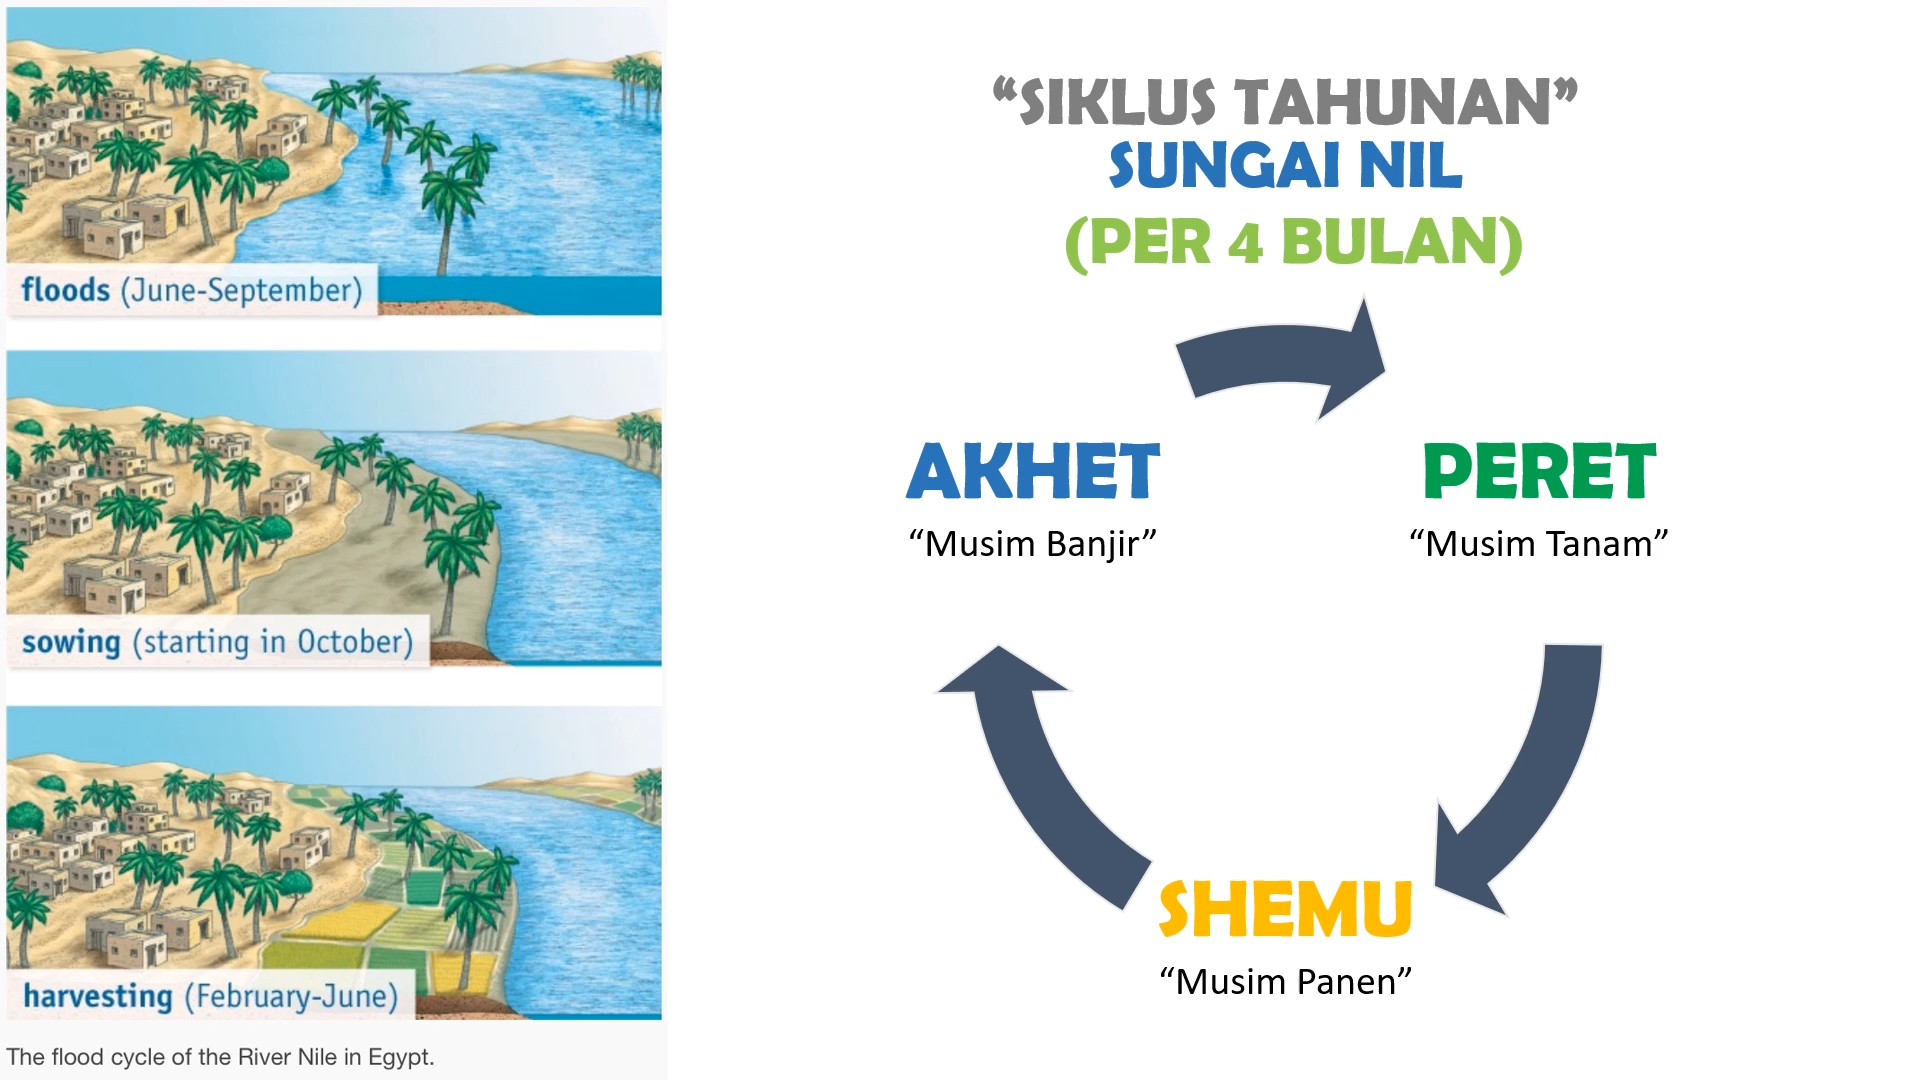 floods (June-September)
sowing (starting in October)
harvesting (February-June)
The flood cycle of the River Nile in Egypt.
“SIKLUS TAHUNAN”
SUNGAI NIL
(PER 4 BULAN)
AKHET
“Musim Banjir”
PERET
“Musim Tanam”
SHEMU
“Musim Panen”